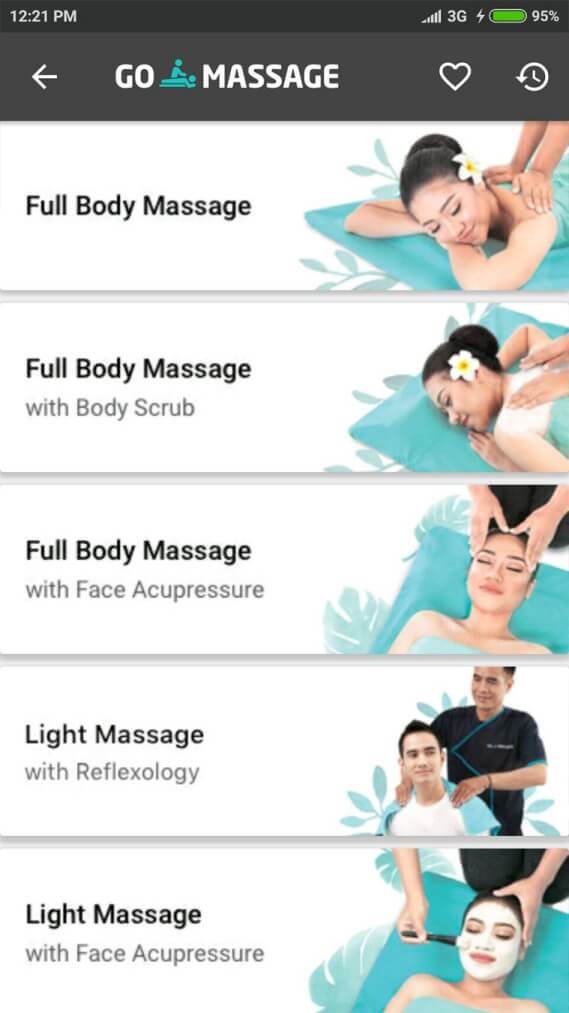 12:21 PM 3G 95%
GO MASSAGE
Full Body Massage
Full Body Massage
with Body Scrub
Full Body Massage
with Face Acupressure
Light Massage
with Reflexology
Light Massage
with Face Acupressure